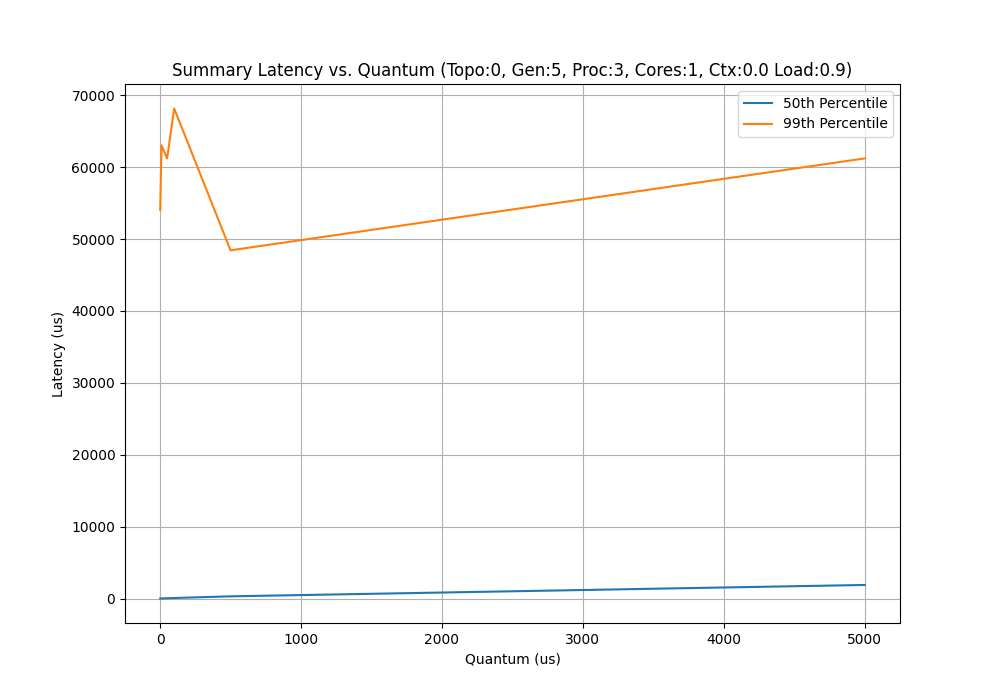 Summary Latency vs. Quantum (Topo:0, Gen:5, Proc:3, Cores:1, Ctx:0.0 Load:0.9)
50th Percentile
99th Percentile
70000
60000
50000
40000
30000
20000
10000
0
Latency (us)
0 1000 2000 3000 4000 5000
Quantum (us)